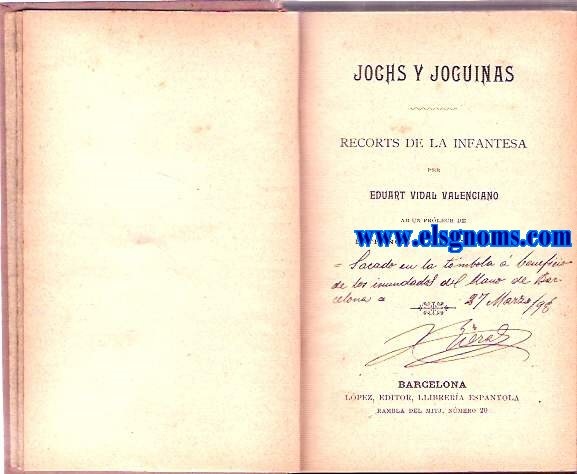 JOCHS Y JOGUINAS
RECORTS DE LA INFANTESA
PER
EDUART VIDAL VALENCIANO
AB UN PRÓLECH DE
www.elsgnoms.com
= Sacado en la tómbola á beneficio
de los inundados del Llano de Bar-
celona a 27 Marzo/98
BARCELONA
LÓPEZ, EDITOR, LLIBRERÍA ESPANYOLA
RAMBLA DEL MITJ, NÚMERO 20